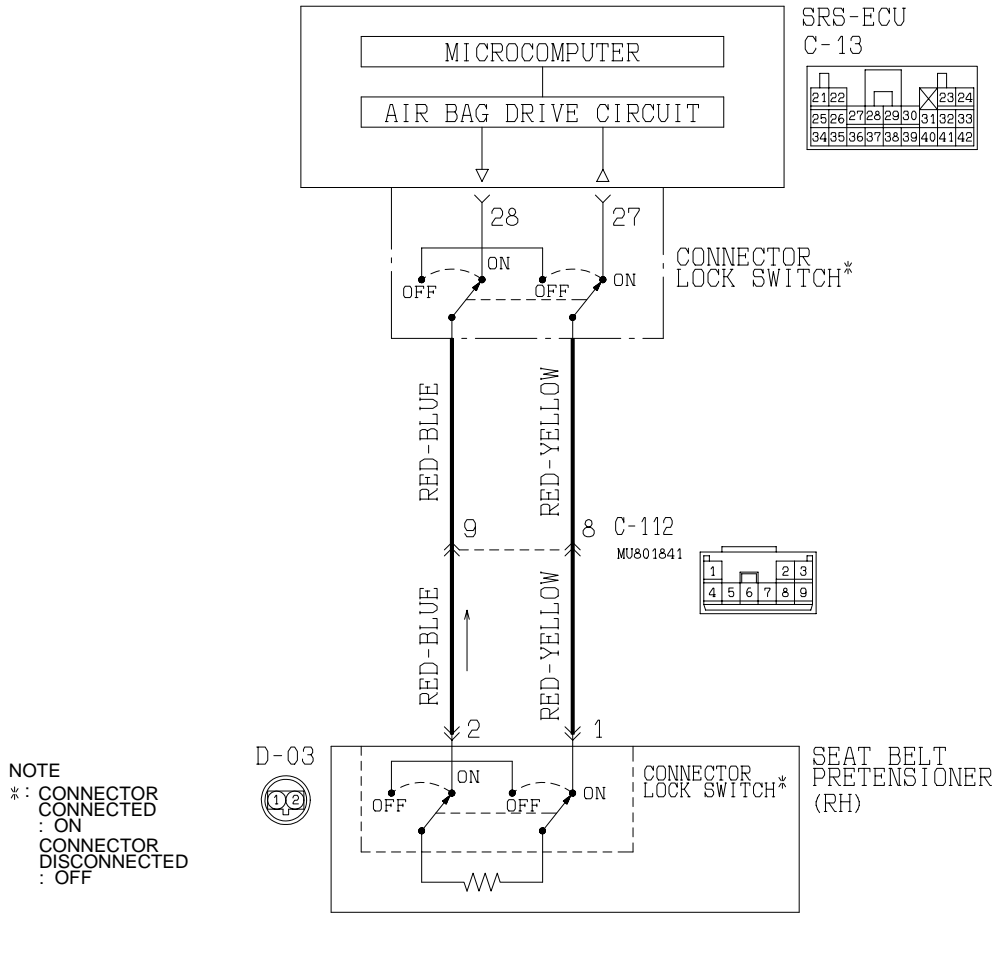 SRS-ECU
C-13
MICROCOMPUTER
AIR BAG DRIVE CIRCUIT
21 22 23 24
25 26 27 28 29 30 31 32 33
34 35 36 37 38 39 40 41 42
28
27
CONNECTOR
LOCK SWITCH*
ON
OFF
ON
OFF
RED-BLUE
RED-YELLOW
9
8
C-112
MU801841
1 2 3
4 5 6 7 8 9
RED-BLUE
RED-YELLOW
2
1
D-03
1 2
SEAT BELT
PRETENSIONER
(RH)
CONNECTOR
LOCK SWITCH*
ON
OFF
ON
OFF
NOTE
* : CONNECTOR
CONNECTED
: ON
CONNECTOR
DISCONNECTED
: OFF